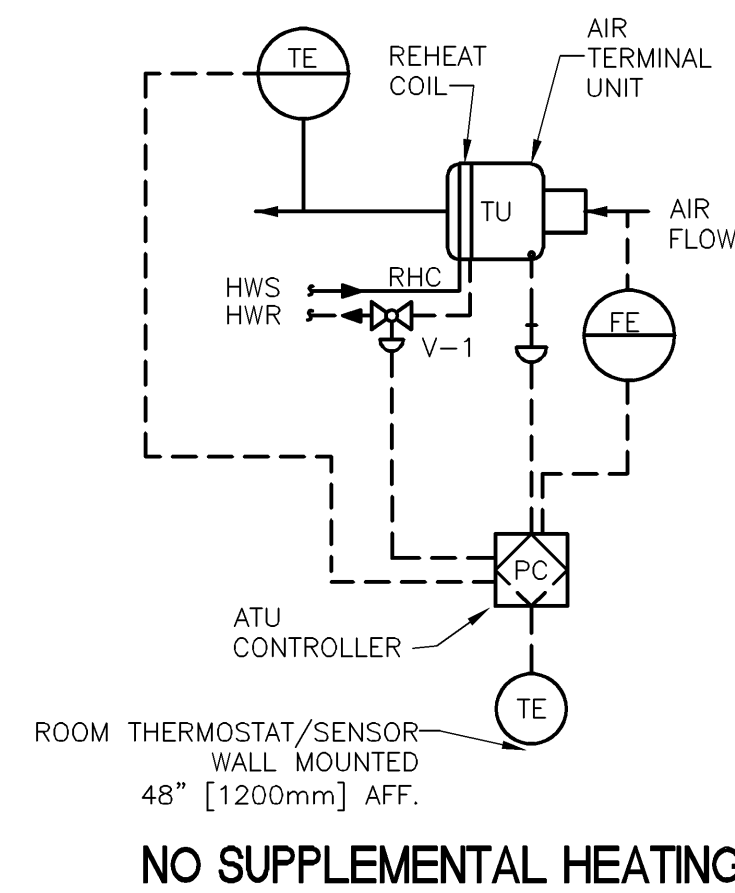 TE
REHEAT
COIL
AIR
TERMINAL
UNIT
TU
AIR
FLOW
RHC
HWS
HWR
V-1
FE
PC
ATU
CONTROLLER
TE
ROOM THERMOSTAT/SENSOR
WALL MOUNTED
48" [1200mm] AFF.
NO SUPPLEMENTAL HEATING